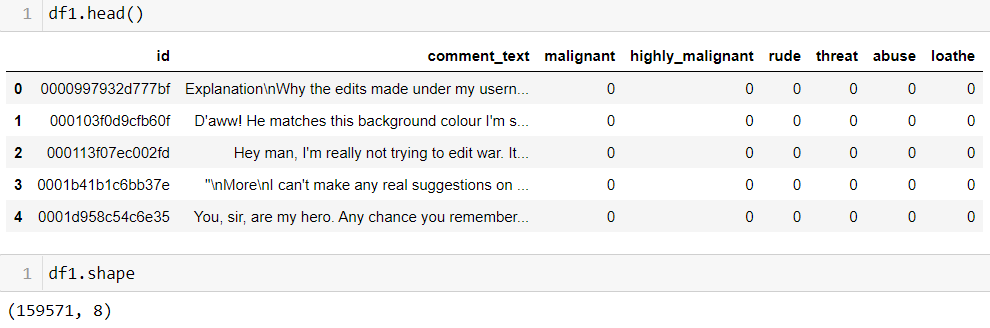 1 df1.head()
id comment_text malignant highly_malignant rude threat abuse loathe
0 0000997932d777bf Explanation\nWhy the edits made under my usern... 0 0 0 0 0 0
1 000103f0d9cfb60f D'aww! He matches this background colour I'm s... 0 0 0 0 0 0
2 000113f07ec002fd Hey man, I'm really not trying to edit war. It... 0 0 0 0 0 0
3 0001b41b1c6bb37e "\nMore\nI can't make any real suggestions on ... 0 0 0 0 0 0
4 0001d958c54c6e35 You, sir, are my hero. Any chance you remember... 0 0 0 0 0 0
1 df1.shape
(159571, 8)